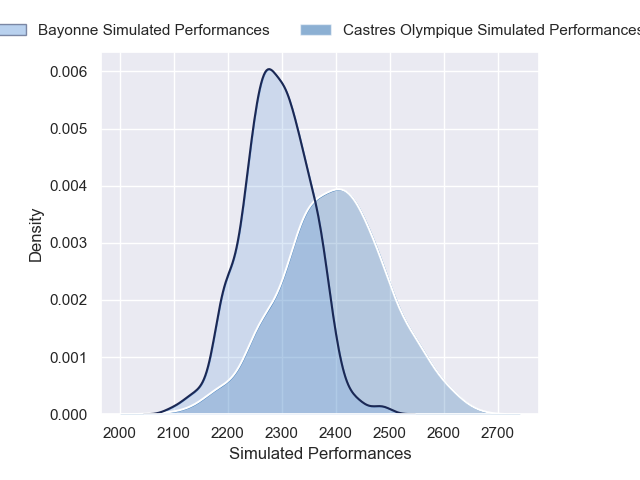 Bayonne Simulated Performances
Castres Olympique Simulated Performances
0.006
0.005
0.004
0.003
0.002
0.001
0.000
Density
2000 2100 2200 2300 2400 2500 2600 2700
Simulated Performances